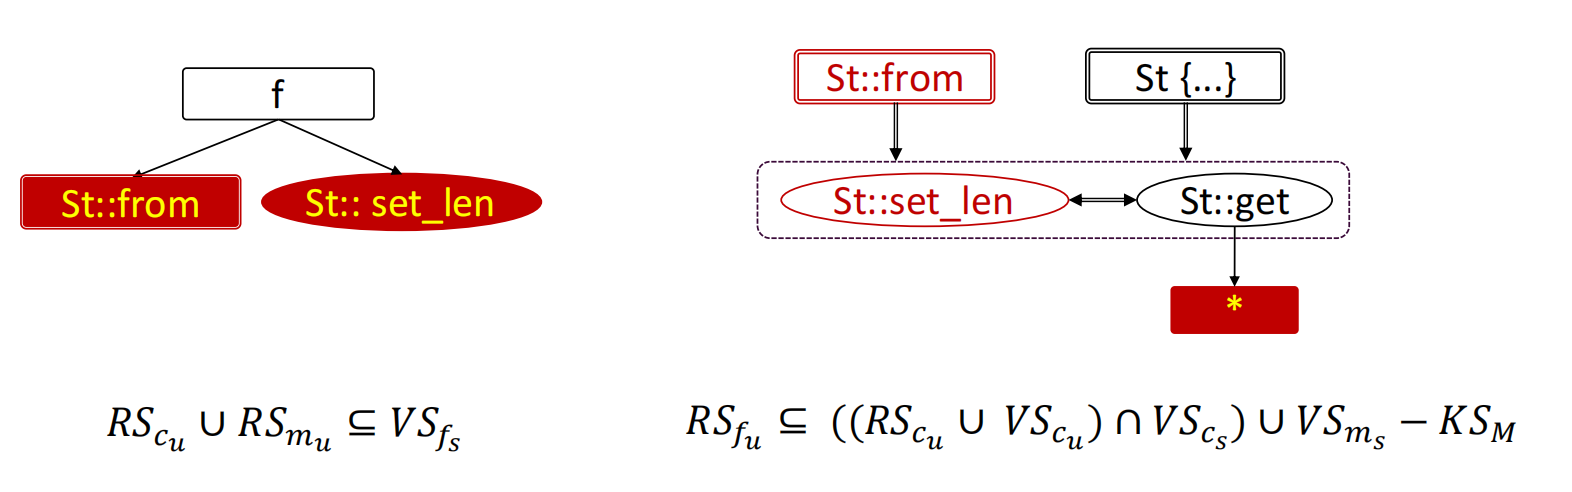 f
St::from
St:: set_len
St::from
St {...}
St::set_len
St::get
*
$RS_{c_u} \cup RS_{m_u} \subseteq VS_{f_s}$
$RS_{f_u} \subseteq ((RS_{c_u} \cup VS_{c_u}) \cap VS_{c_s}) \cup VS_{m_s} - KS_M$